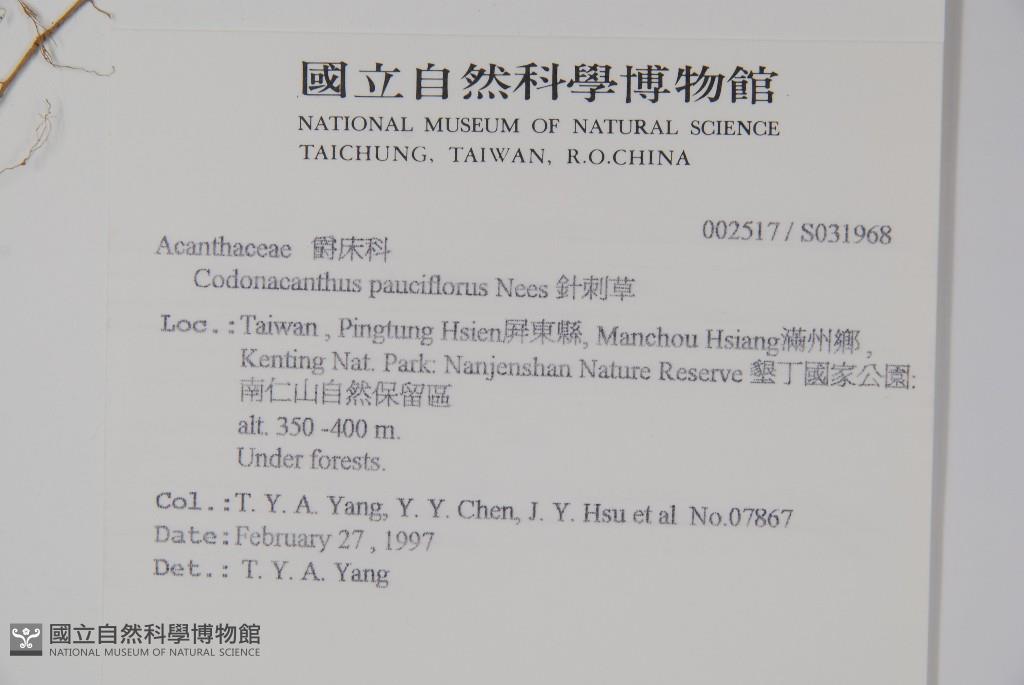 國立自然科學博物館
NATIONAL MUSEUM OF NATURAL SCIENCE
TAICHUNG, TAIWAN, R.O.CHINA
002517 / S031968
Acanthaceae 爵床科
Codonacanthus pauciflorus Nees 針刺草
Loc.:Taiwan , Pingtung Hsien屏東縣, Manchou Hsiang滿州鄉 ,
Kenting Nat. Park: Nanjenshan Nature Reserve 墾丁國家公園:
南仁山自然保留區
alt. 350 -400 m.
Under forests.
Col.:T. Y. A. Yang, Y. Y. Chen, J. Y. Hsu et al No.07867
Date:February 27 , 1997
Det.: T. Y. A. Yang
國立自然科學博物館
NATIONAL MUSEUM OF NATURAL SCIENCE